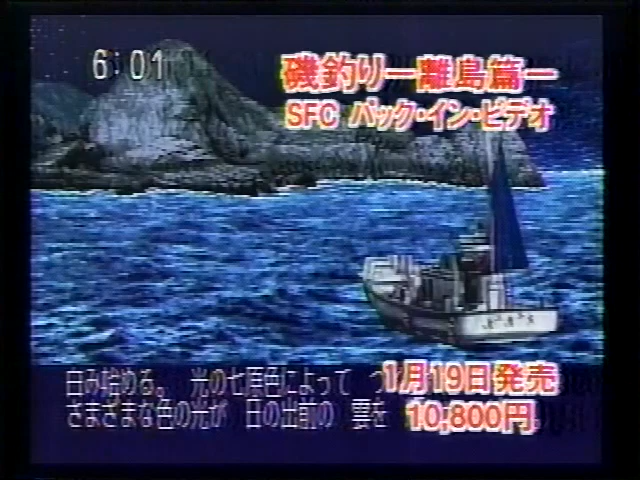 6:01
磯釣り―離島篇―
SFC パック・イン・ビデオ
白み始める。 光の七原色によって つ
さまざまな色の光が 日の出前の 雲を
1月19日発売
10,800円